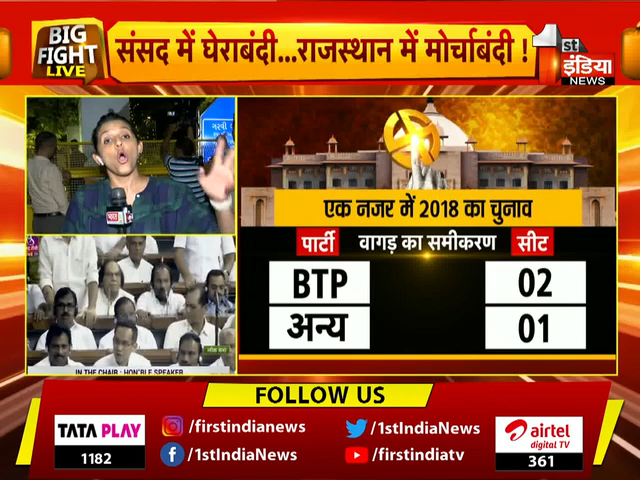 BIG
FIGHT
LIVE
संसद में घेराबंदी...राजस्थान में मोर्चाबंदी !
1st
इंडिया
NEWS
एक नजर में 2018 का चुनाव
पार्टी वागड़ का समीकरण सीट
BTP 02
अन्य 01
IN THE CHAIR : HON'BLE SPEAKER
FOLLOW US
TATA PLAY
1182
/firstindianews
/1stIndiaNews
/1stIndiaNews
/firstindiatv
airtel
digital TV
361